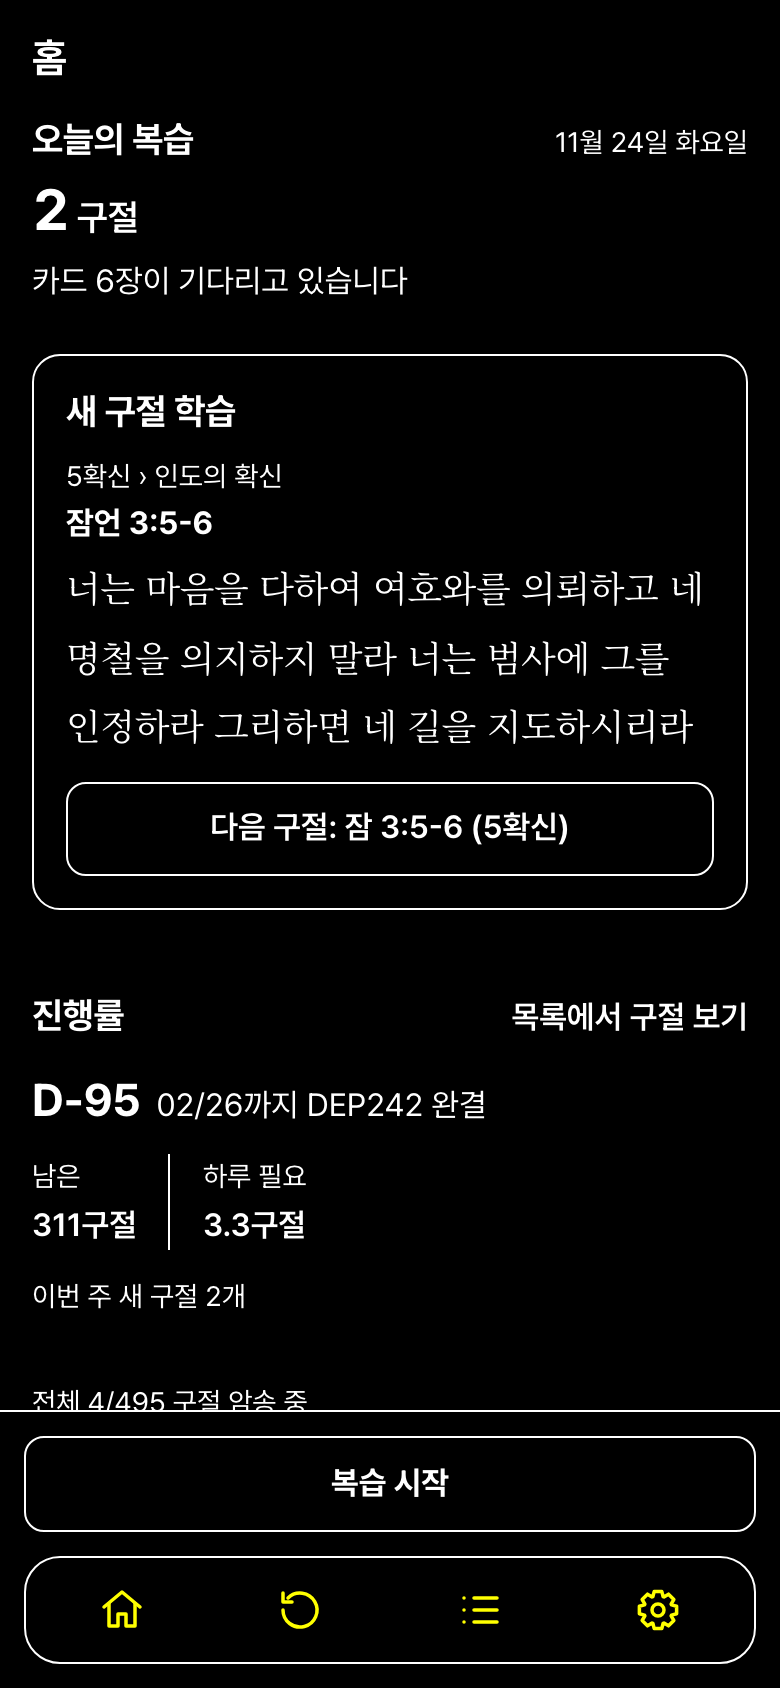 홈
오늘의 복습
11월 24일 화요일
2 구절
카드 6장이 기다리고 있습니다
새 구절 학습
5확신 › 인도의 확신
잠언 3:5-6
너는 마음을 다하여 여호와를 의뢰하고 네
명철을 의지하지 말라 너는 범사에 그를
인정하라 그리하면 네 길을 지도하시리라
다음 구절: 잠 3:5-6 (5확신)
진행률
목록에서 구절 보기
D-95 02/26까지 DEP242 완결
남은
하루 필요
311구절
3.3구절
이번 주 새 구절 2개
전체 4/495 구절 암송 중
복습 시작